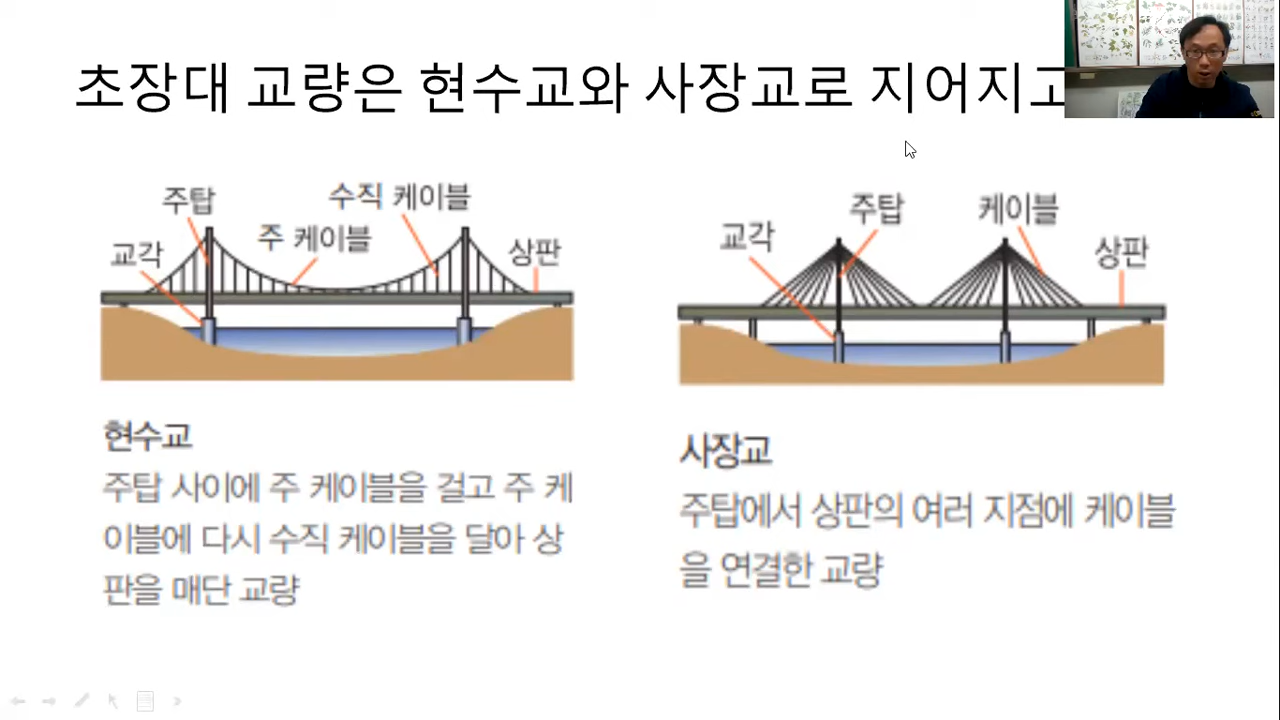 초장대 교량은 현수교와 사장교로 지어지고
주탑
수직 케이블
주 케이블
교각
상판
주탑
케이블
교각
상판
현수교
주탑 사이에 주 케이블을 걸고 주 케
이블에 다시 수직 케이블을 달아 상
판을 매단 교량
사장교
주탑에서 상판의 여러 지점에 케이블
을 연결한 교량